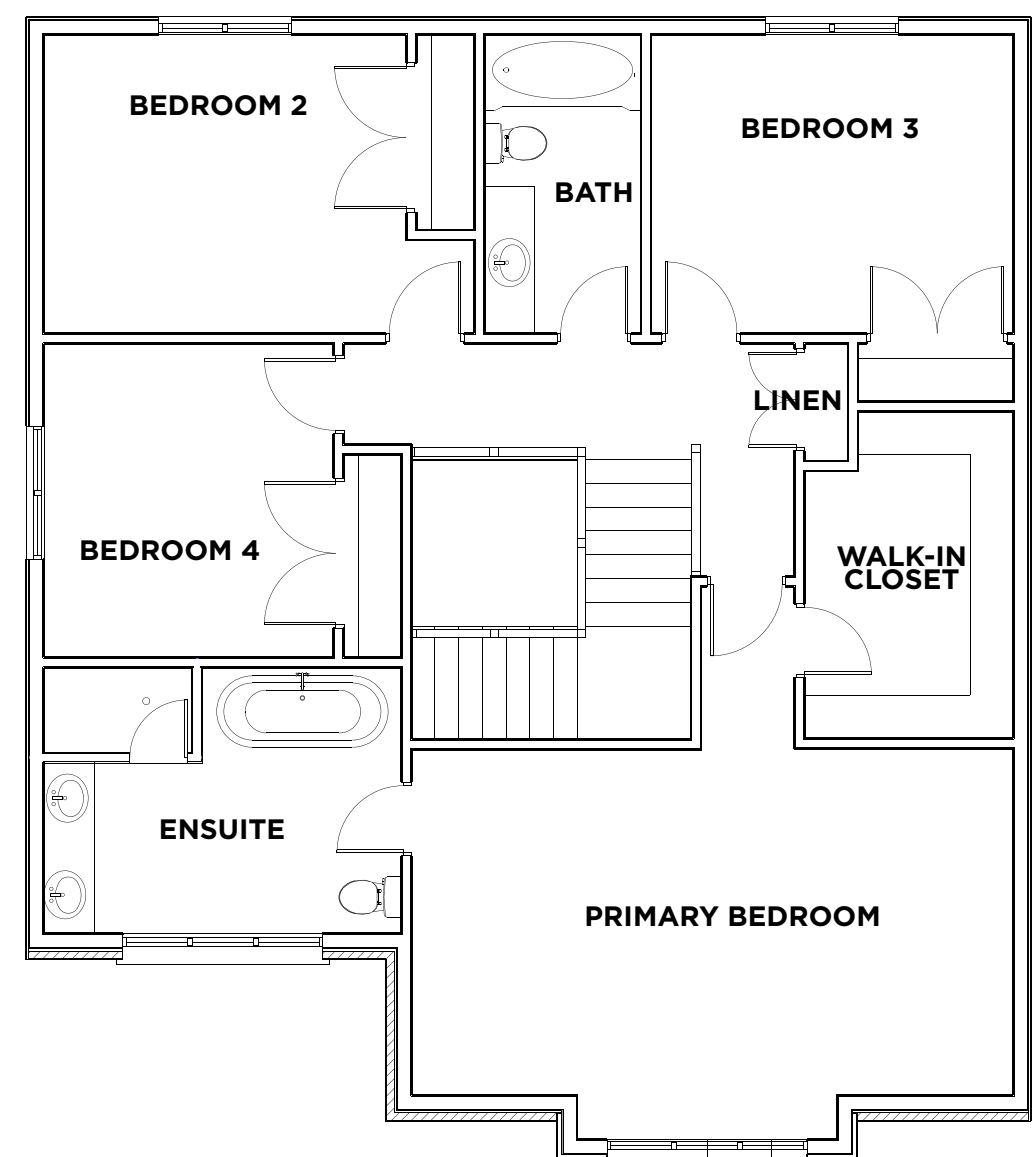 BEDROOM 2
BEDROOM 3
BATH
LINEN
BEDROOM 4
WALK-IN
CLOSET
ENSUITE
PRIMARY BEDROOM